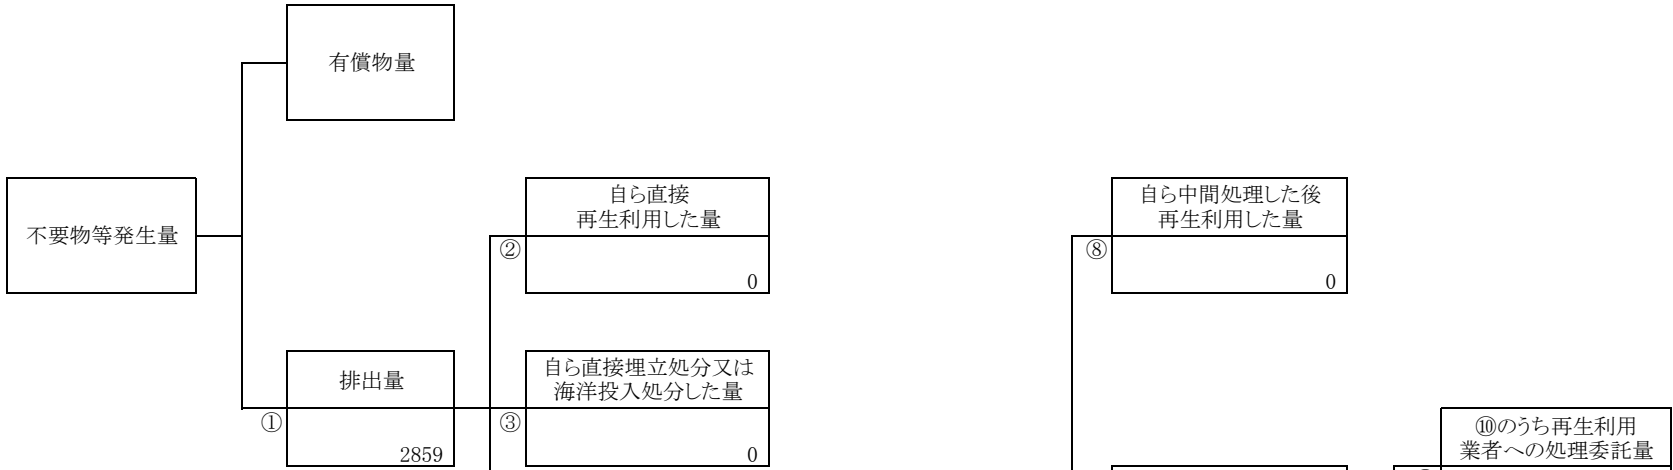 有償物量
不要物等発生量
自ら直接
再生利用した量
②
0
自ら中間処理した後
再生利用した量
⑧
0
排出量
①
2859
自ら直接埋立処分又は
海洋投入処分した量
③
0
⑩のうち再生利用
業者への処理委託量